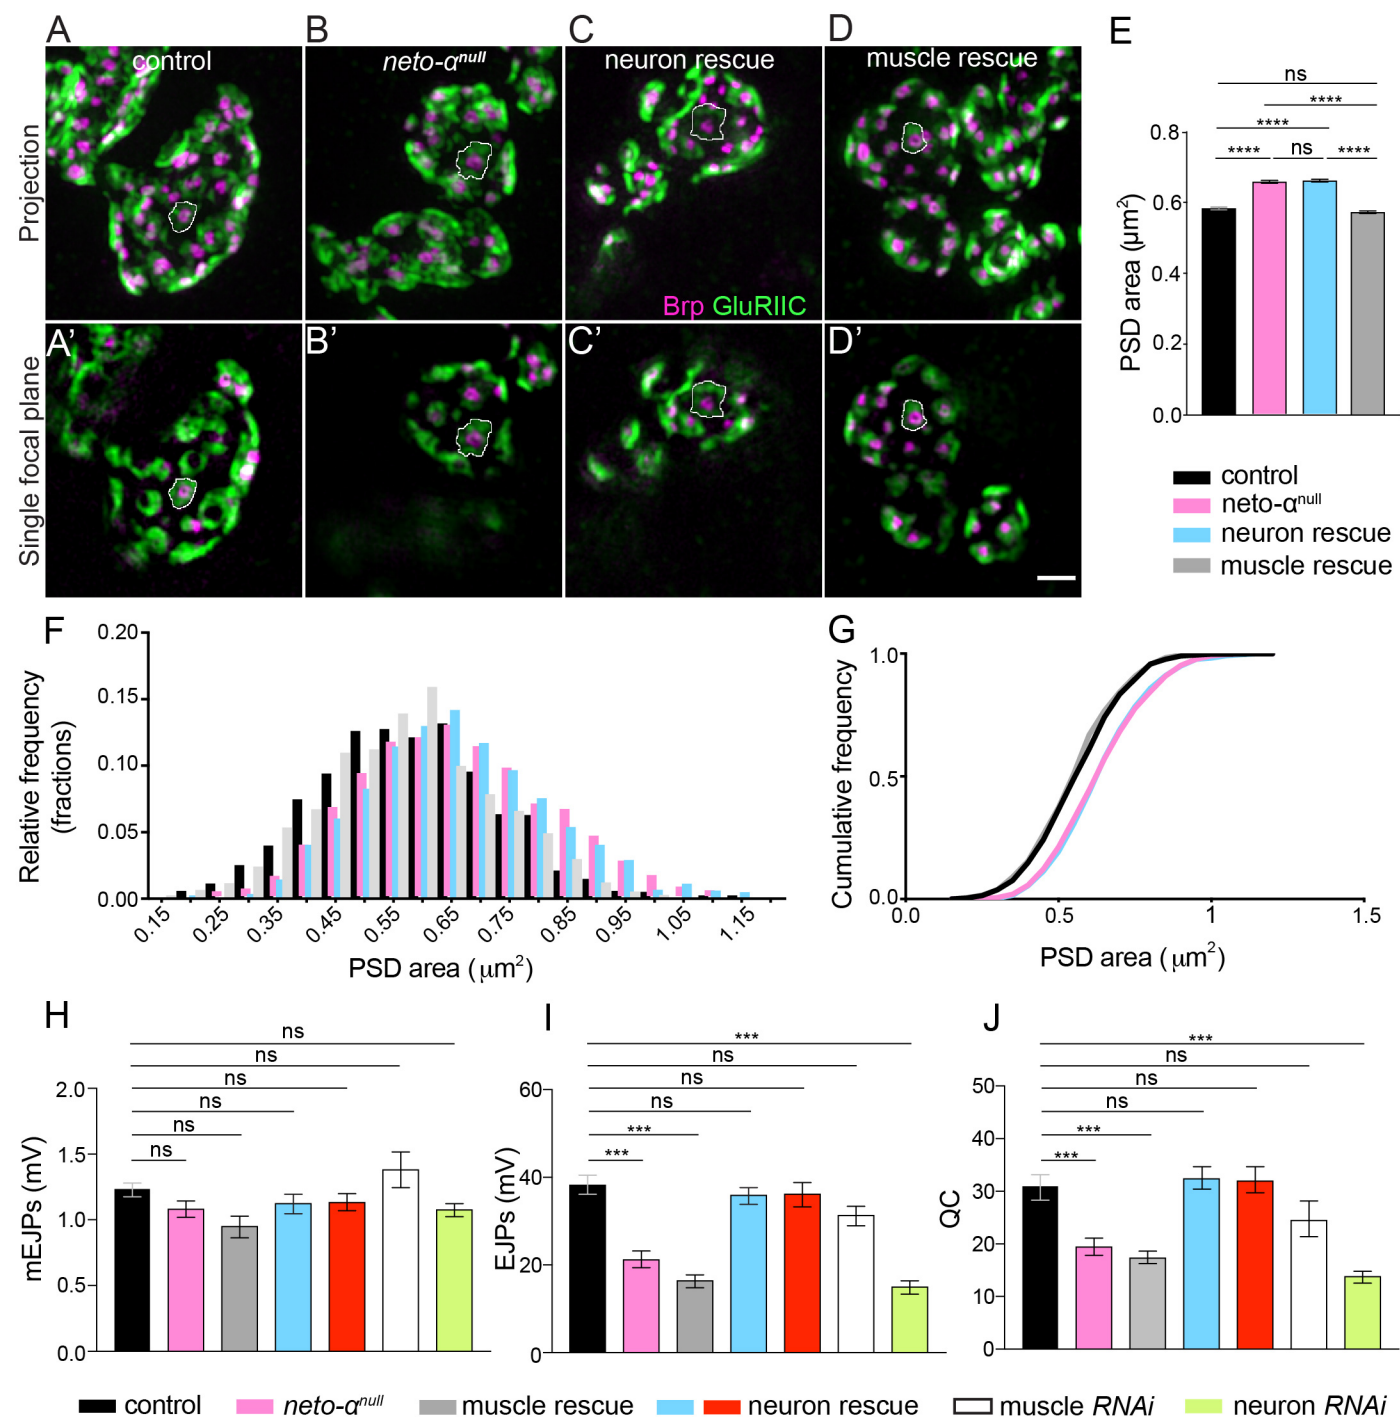 A
B
C
D
E
control
neto-αnull
neuron rescue
muscle rescue
Projection
Brp GluRIIC
A'
B'
C'
D'
Single focal plane
ns
****
****
****
ns
****
0.8
0.6
0.4
0.2
0.0
PSD area (μm2)
control
neto-αnull
neuron rescue
muscle rescue
F
0.20
0.15
0.10
0.05
0.00
Relative frequency
(fractions)
0.15
0.25
0.35
0.45
0.55
0.65
0.75
0.85
0.95
1.05
1.15
PSD area (μm2)
G
1.0
0.5
0.0
Cumulative frequency
0.0
0.5
1
1.5
PSD area (μm2)
H
ns
ns
ns
ns
ns
ns
2.0
1.5
1.0
0.5
0.0
mEJPs (mV)
I
***
ns
ns
ns
***
***
60
40
20
0
EJPs (mV)
J
***
ns
ns
ns
***
***
50
40
30
20
10
0
QC
control
neto-αnull
muscle rescue
neuron rescue
muscle RNAi
neuron RNAi